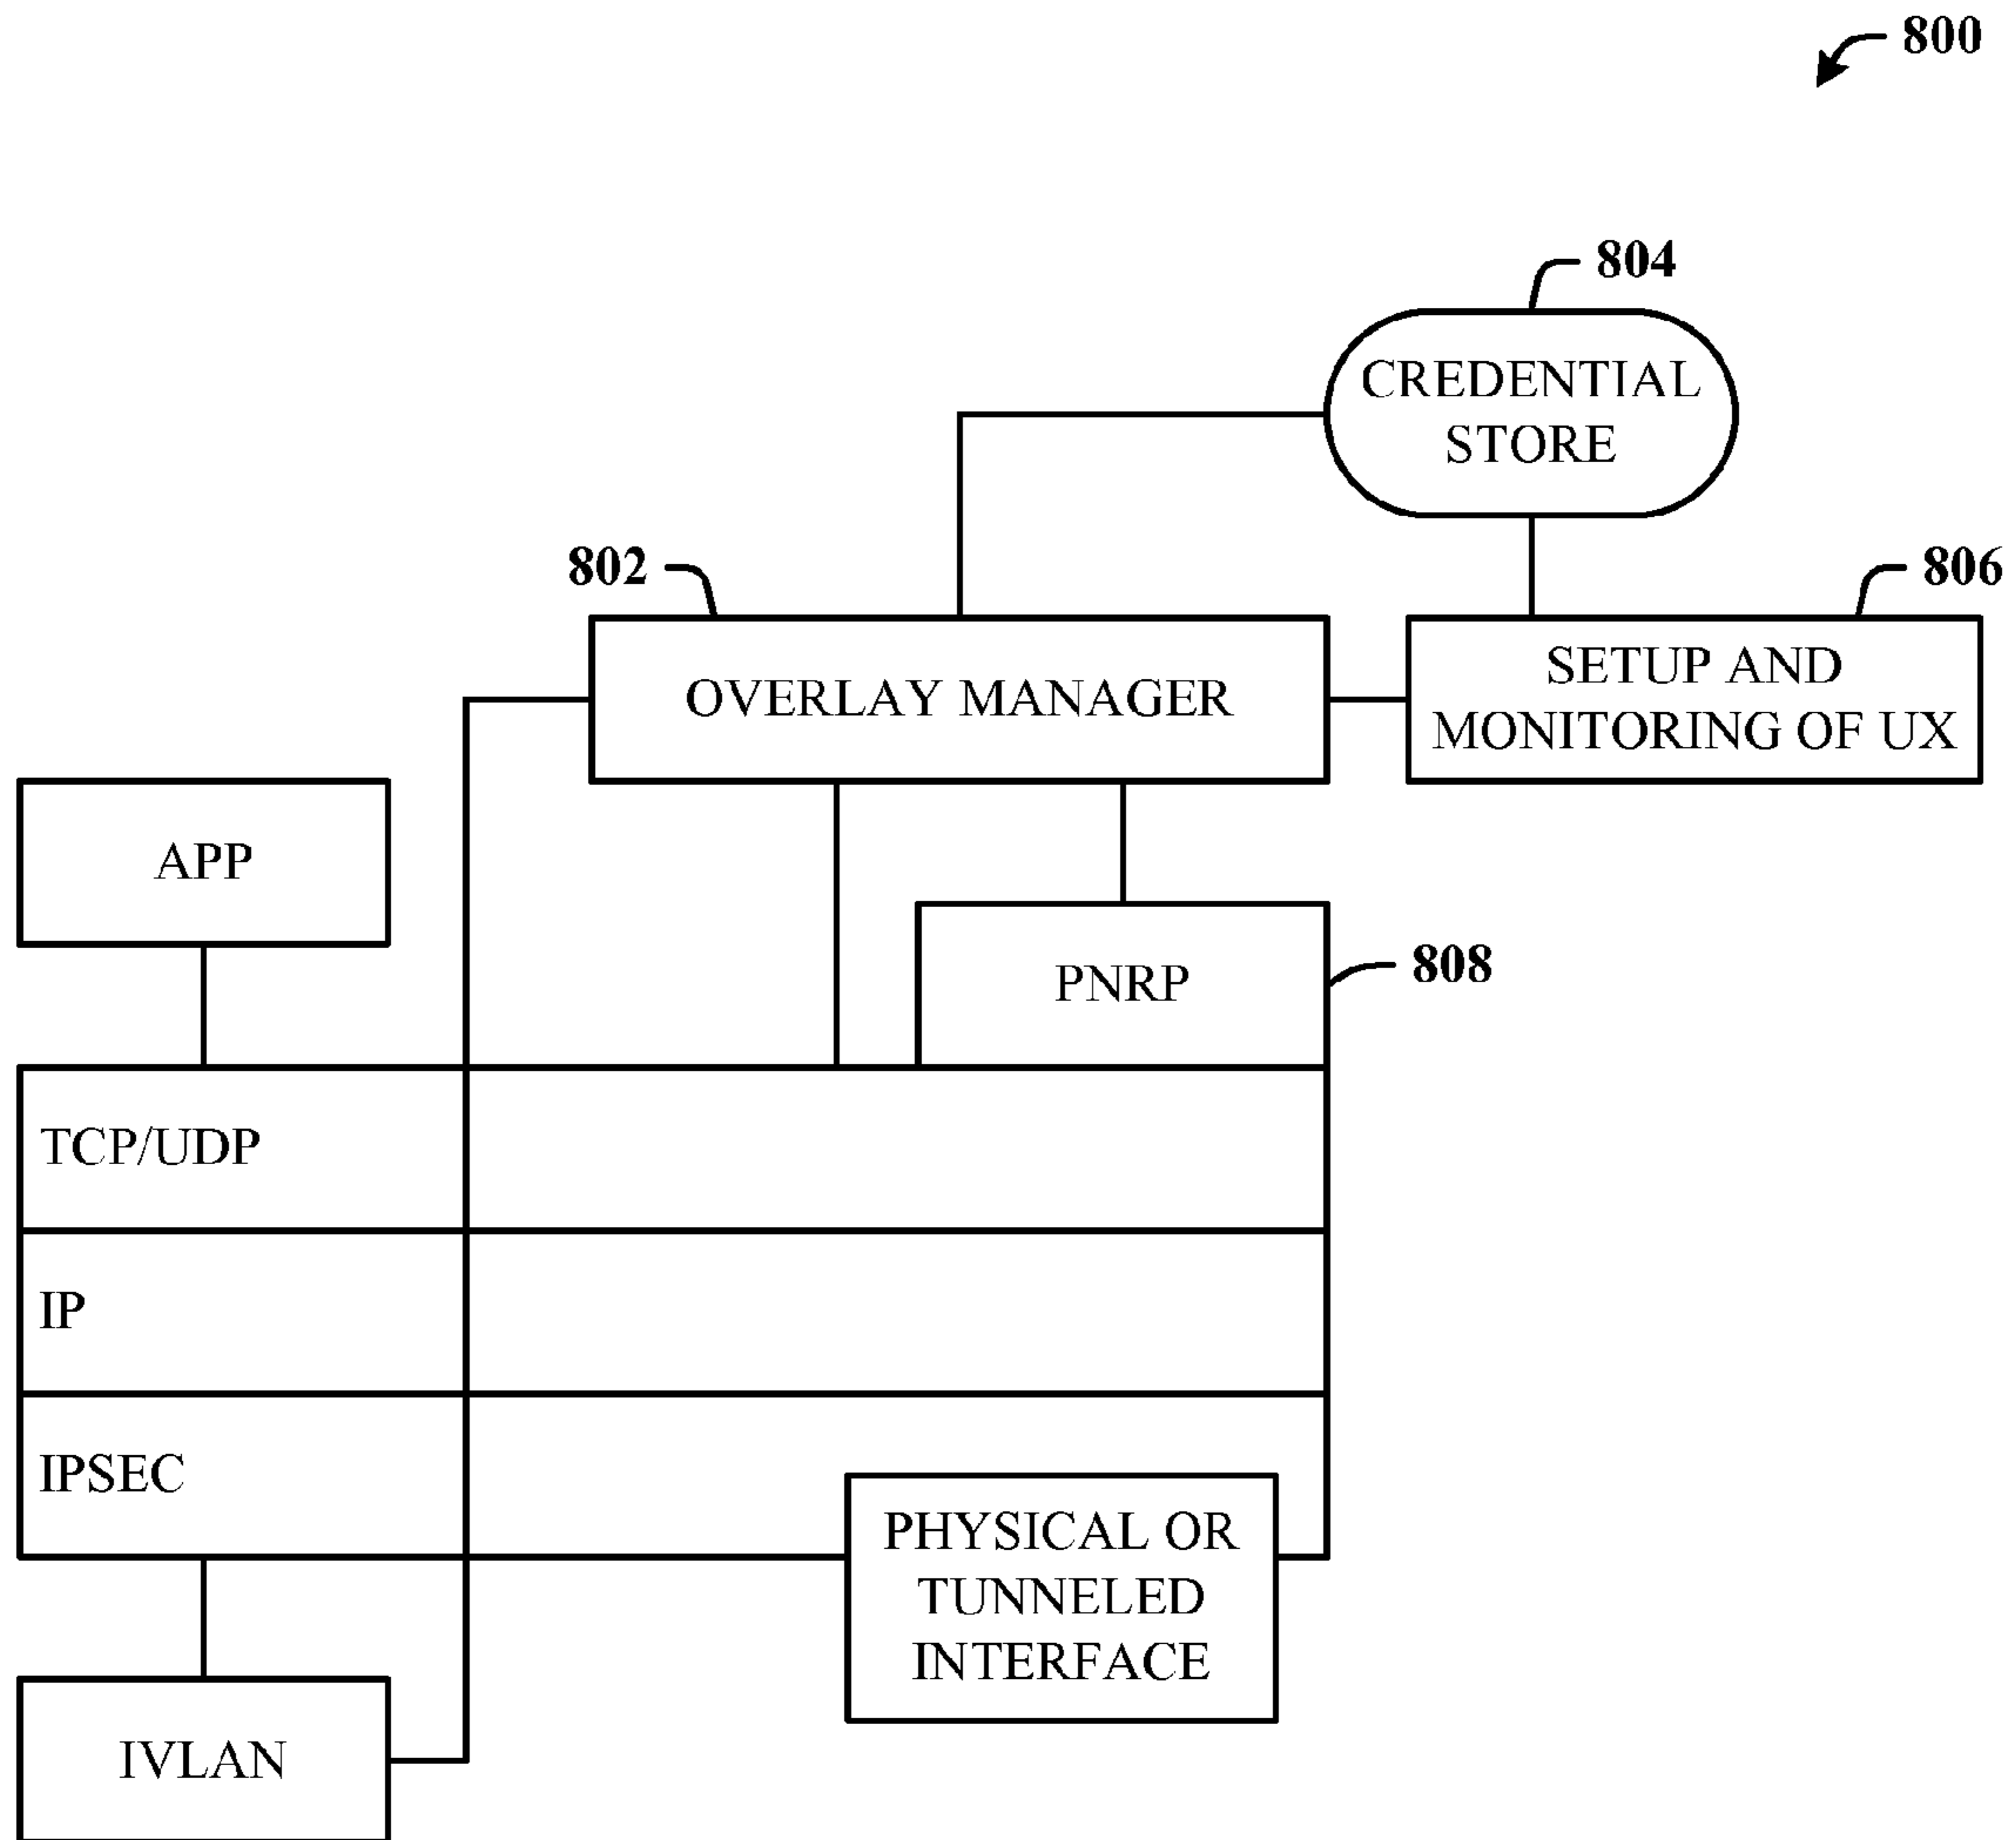 800
804
CREDENTIAL
STORE
802
806
OVERLAY MANAGER
SETUP AND
MONITORING OF UX
APP
PNRP
808
TCP/UDP
IP
IPSEC
PHYSICAL OR
TUNNELED
INTERFACE
IVLAN